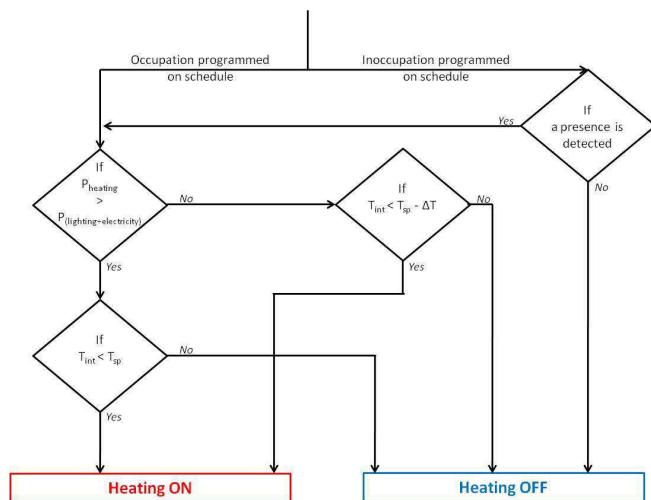 Occupation programmed
on schedule
Inoccupation programmed
on schedule
If
a presence is
detected
Yes
No
If
P_heating
>
P_(lighting+electricity)
No
Yes
If
T_int < T_sp - ΔT
No
Yes
If
T_int < T_sp
No
Yes
Heating ON
Heating OFF